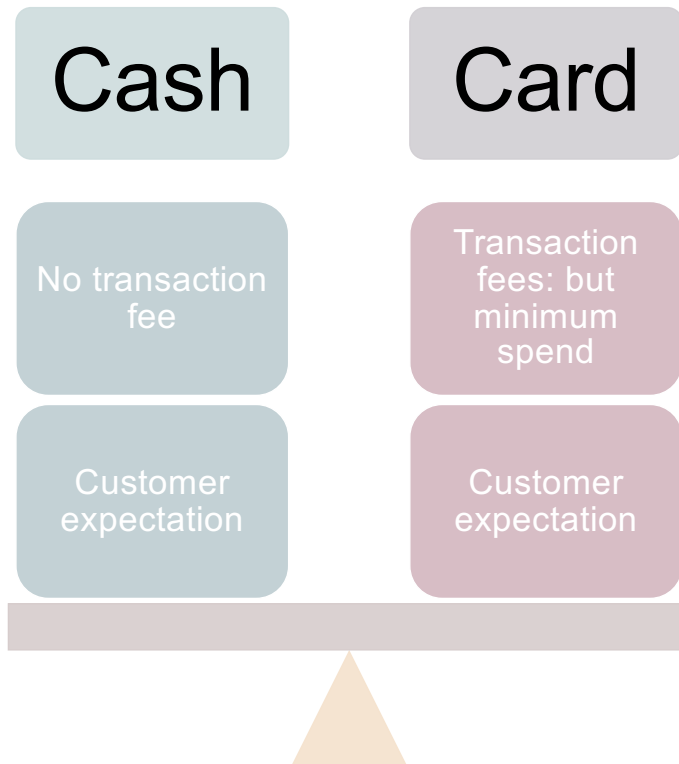 Cash
Card
No transaction
fee
Transaction
fees: but
minimum
spend
Customer
expectation
Customer
expectation